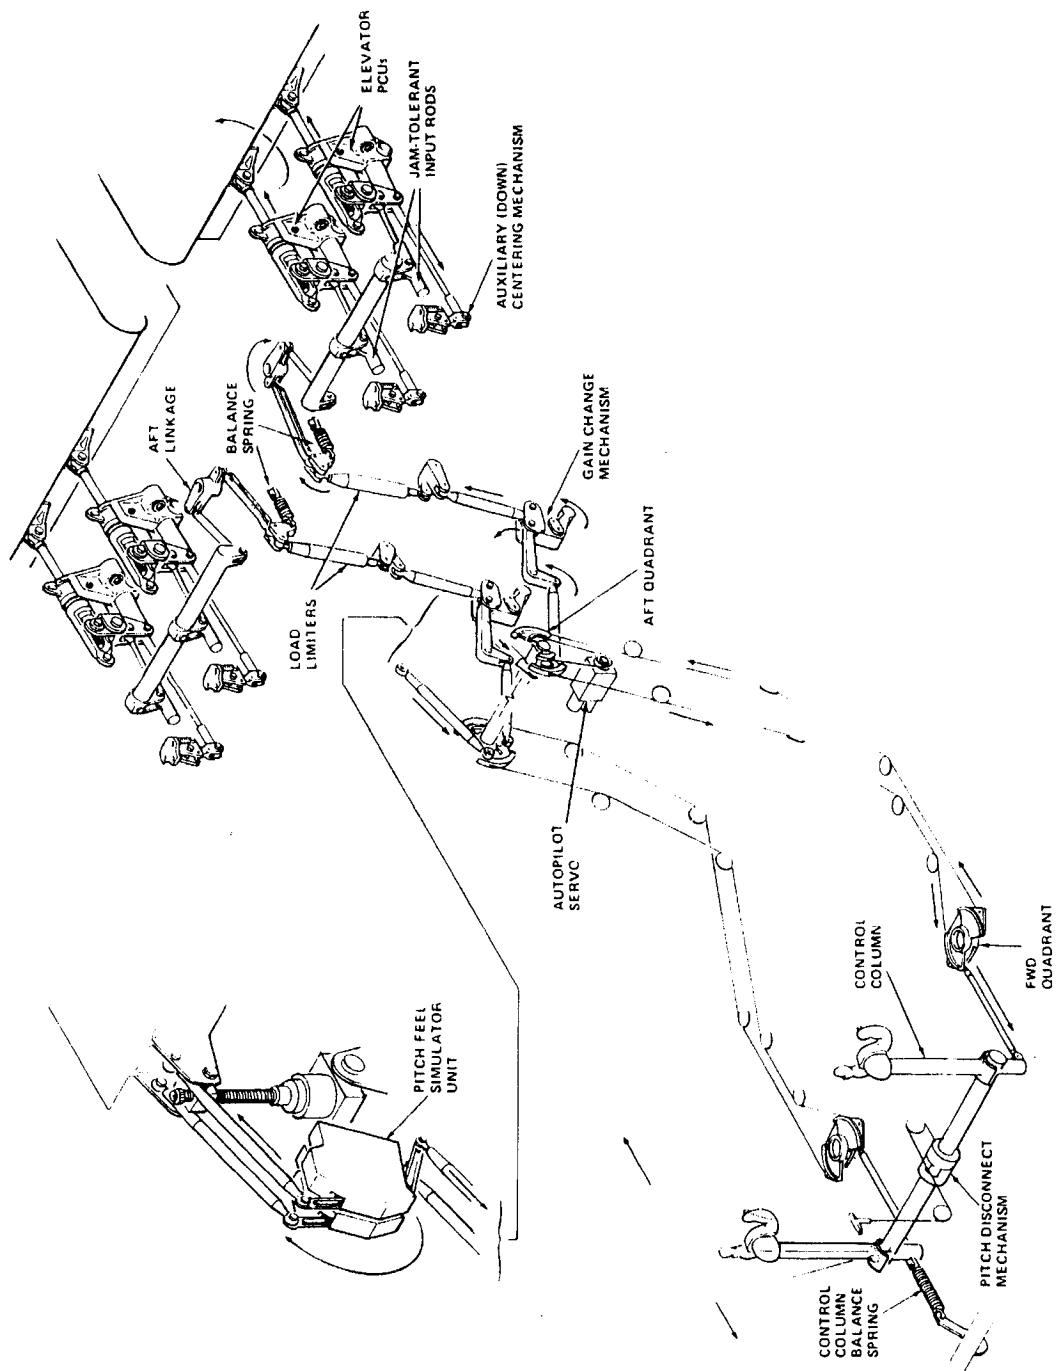 ELEVATOR
PCUs
JAM-TOLERANT
INPUT RODS
AUXILIARY (DOWN)
CENTERING MECHANISM
AFT
LINKAGE
BALANCE
SPRING
GAIN CHANGE
MECHANISM
LOAD
LIMITERS
AFT QUADRANT
AUTOPILOT
SERVO
PITCH FEEL
SIMULATOR
UNIT
CONTROL
COLUMN
FWD
QUADRANT
PITCH DISCONNECT
MECHANISM
CONTROL
COLUMN
BALANCE
SPRING